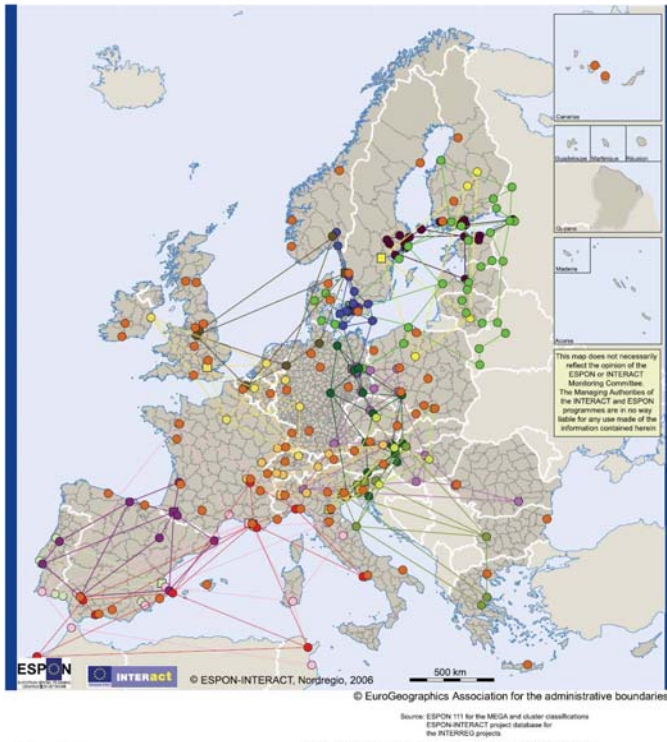 Canarias
Guadeloupe Martinique Réunion
Guyane
Madeira
Acores
This map does not necessarily
reflect the opinion of the
ESPON or INTERACT
Monitoring Committee.
The Managing Authorities of
the INTERACT and ESPON
programmes are in no way
liable for any use made of the
information contained herein
ESPON
INTERact
© ESPON-INTERACT, Nordregio, 2006
500 km
© EuroGeographics Association for the administrative boundaries
Source: ESPON 111 for the MEGA and cluster classifications
ESPON-INTERACT project database for
the INTERREG projects